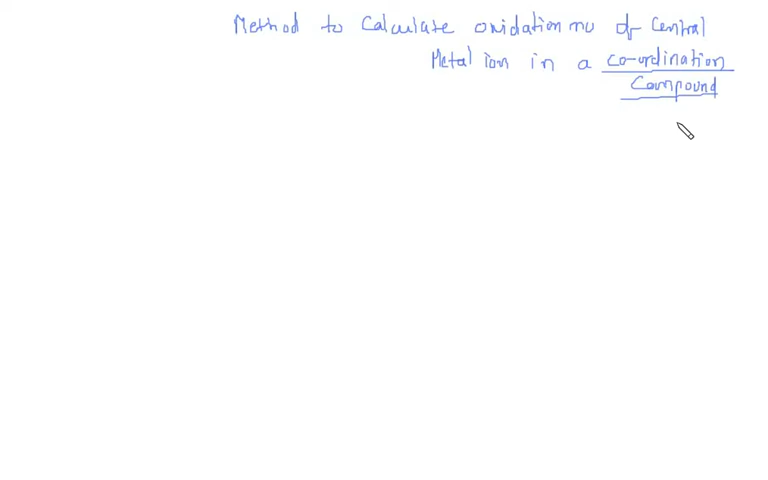 Method to Calculate oxidation no of Central
Metal ion in a co-ordination
Compound